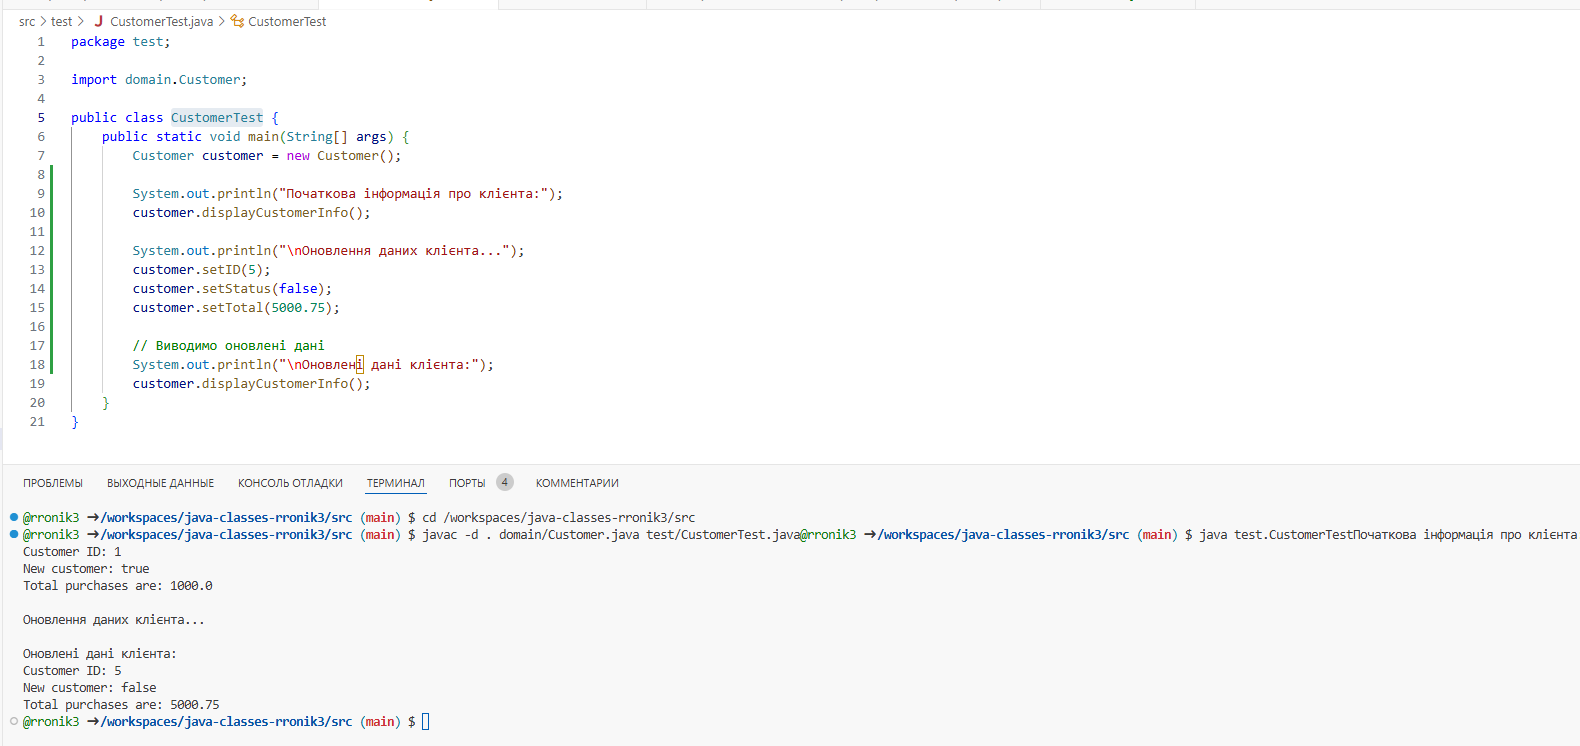 src > test > J CustomerTest.java > CustomerTest
1 package test;
2
3 import domain.Customer;
4
5 public class CustomerTest {
6 public static void main(String[] args) {
7 Customer customer = new Customer();
8
9 System.out.println("Початкова інформація про клієнта:");
10 customer.displayCustomerInfo();
11
12 System.out.println("\nОновлення даних клієнта...");
13 customer.setID(5);
14 customer.setStatus(false);
15 customer.setTotal(5000.75);
16
17 // Виводимо оновлені дані
18 System.out.println("\nОновлені дані клієнта:");
19 customer.displayCustomerInfo();
20 }
21 }
ПРОБЛЕМЫ ВЫХОДНЫЕ ДАННЫЕ КОНСОЛЬ ОТЛАДКИ ТЕРМИНАЛ ПОРТЫ 4 КОММЕНТАРИИ
@rronik3 ➜/workspaces/java-classes-rronik3/src (main) $ cd /workspaces/java-classes-rronik3/src
@rronik3 ➜/workspaces/java-classes-rronik3/src (main) $ javac -d . domain/Customer.java test/CustomerTest.java@rronik3 ➜/workspaces/java-classes-rronik3/src (main) $ java test.CustomerTestПочаткова інформація про клієнта
Customer ID: 1
New customer: true
Total purchases are: 1000.0
Оновлення даних клієнта...
Оновлені дані клієнта:
Customer ID: 5
New customer: false
Total purchases are: 5000.75
@rronik3 ➜/workspaces/java-classes-rronik3/src (main) $